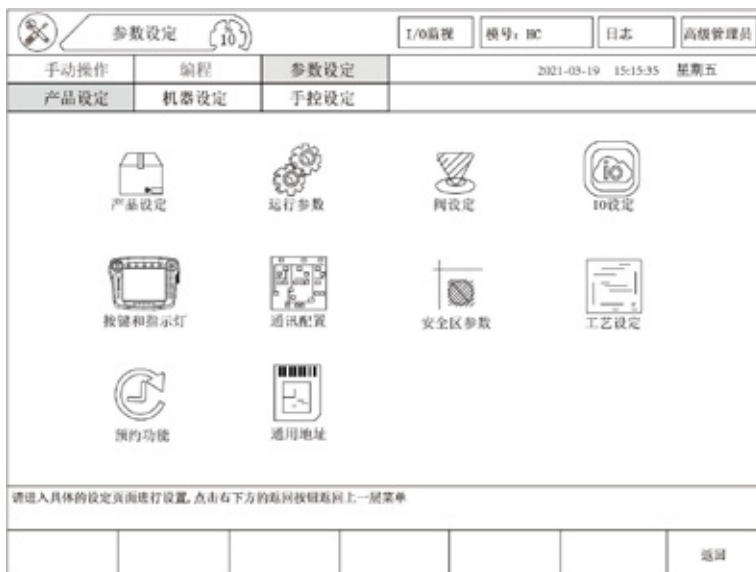 参数设定 10 I/O监视 模号：HC 日志 高级管理员
手动操作 编程 参数设定 2021-03-19 15:15:35 星期五
产品设定 机器设定 手控设定
产品设定 运行参数 阀设定 IO设定
按键和指示灯 通讯配置 安全区参数 工艺设定
预约功能 通用地址
请进入具体的设定页面进行设置, 点击右下方的返回按钮返回上一层菜单
返回